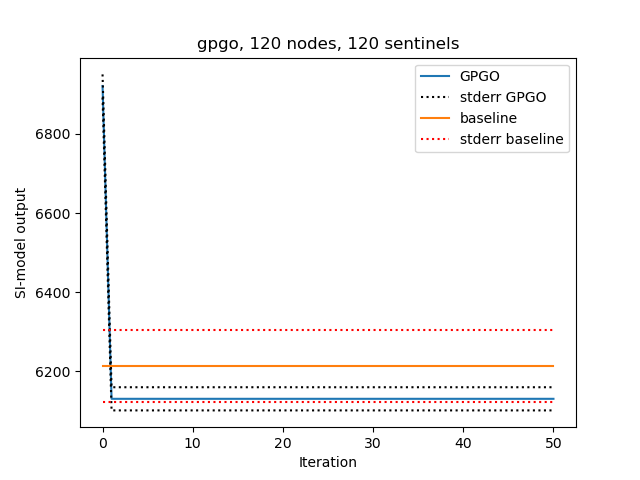 gpgo, 120 nodes, 120 sentinels
GPGO
stderr GPGO
baseline
stderr baseline
SI-model output
6800
6600
6400
6200
0 10 20 30 40 50
Iteration